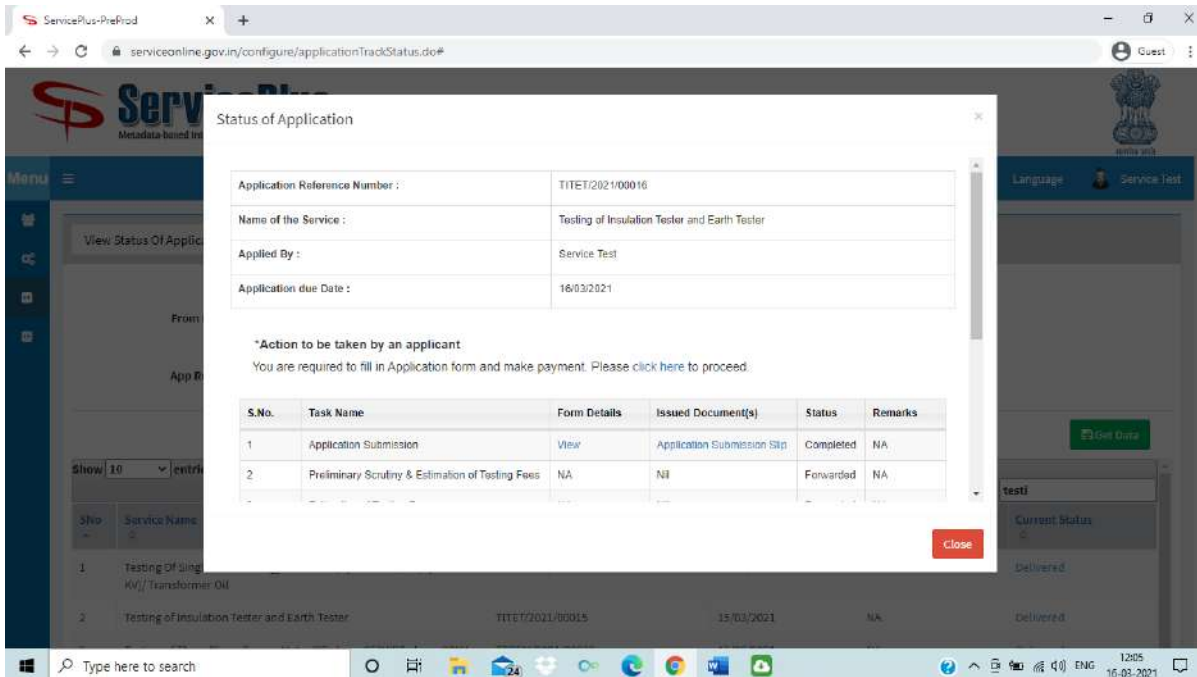 ServicePlus-PreProd
serviceonline.gov.in/configure/applicationTrackStatus.do#
Guest
Metadata-based Int
Status of Application
Menu
Language
Service Test
Application Reference Number :
TITET/2021/00016
Name of the Service :
Testing of Insulation Tester and Earth Tester
View Status Of Applic
Applied By :
Service Test
Application due Date :
16/03/2021
From
*Action to be taken by an applicant
You are required to fill in Application form and make payment. Please click here to proceed.
App R
S.No. Task Name Form Details Issued Document(s) Status Remarks
1 Application Submission View Application Submission Slip Completed NA
Get Data
2 Preliminary Scrutiny & Estimation of Testing Fees NA Nil Forwarded NA
Show 10 entri
testi
SNo Service Name
Current Status
Close
1 Testing Of Sing
KV)/ Transformer Oil
Delivered
2 Testing of Insulation Tester and Earth Tester TITET/2021/00015 15/03/2021 NA Delivered
Type here to search
24
ENG
12:05
16-03-2021